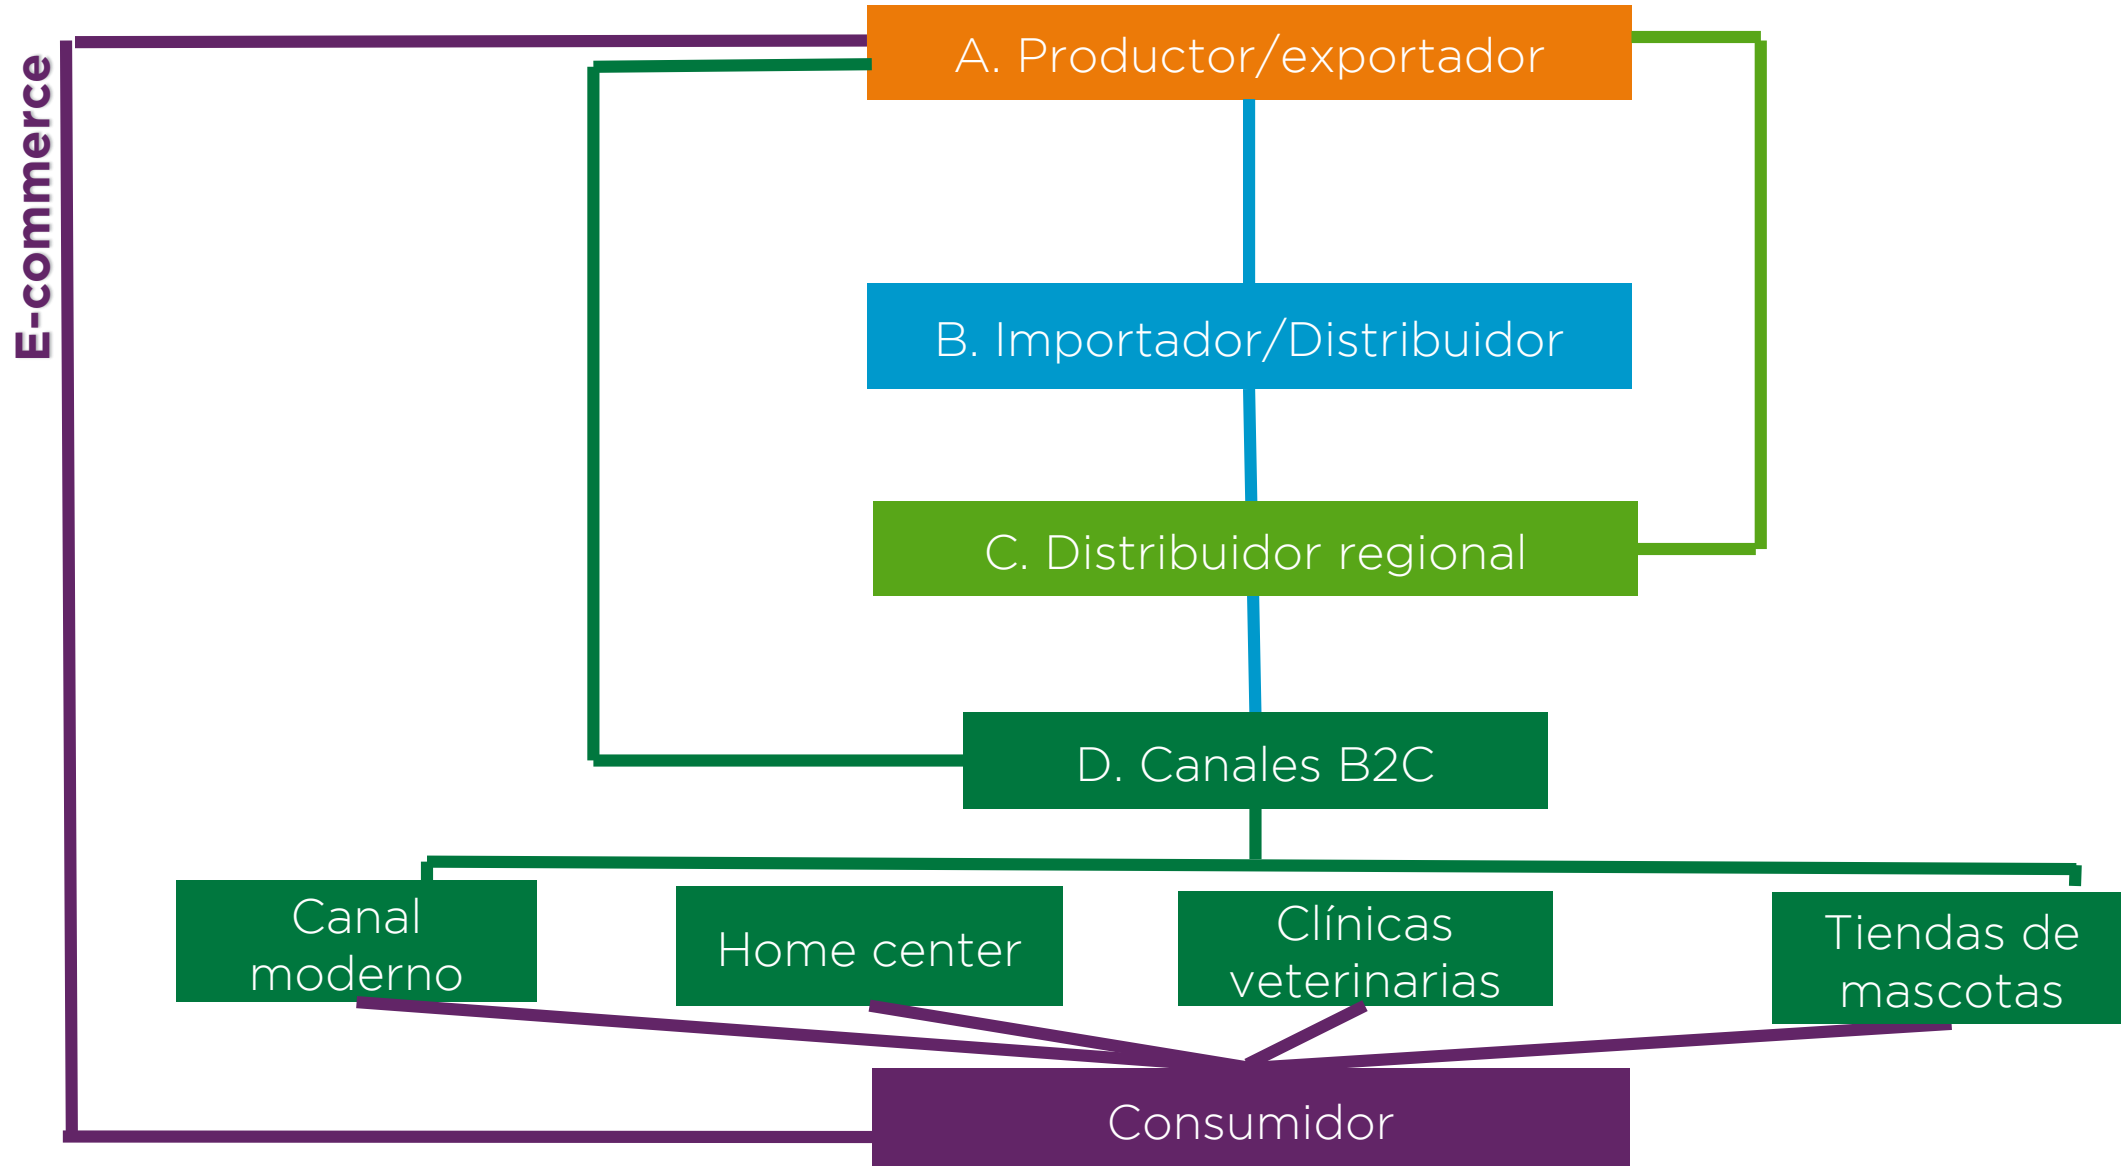 E-commerce
A. Productor/exportador
B. Importador/Distribuidor
C. Distribuidor regional
D. Canales B2C
Canal
moderno
Home center
Clínicas
veterinarias
Tiendas de
mascotas
Consumidor